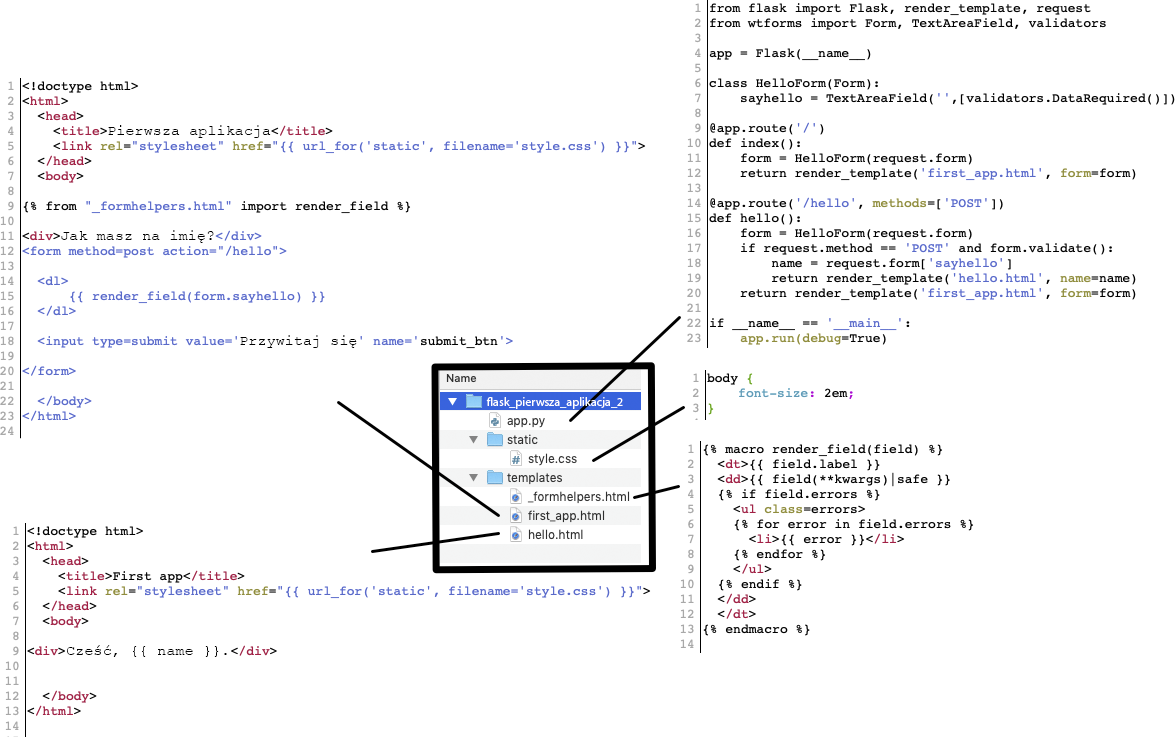 1 <!doctype html>
2 <html>
3 <head>
4 <title>Pierwsza aplikacja</title>
5 <link rel="stylesheet" href="{{ url_for('static', filename='style.css') }}">
6 </head>
7 <body>
8
9 {% from "_formhelpers.html" import render_field %}
10
11 <div>Jak masz na imię?</div>
12 <form method=post action="/hello">
13
14 <dl>
15 {{ render_field(form.sayhello) }}
16 </dl>
17
18 <input type=submit value='Przywitaj się' name='submit_btn'>
19
20 </form>
21
22 </body>
23 </html>
24
1 <!doctype html>
2 <html>
3 <head>
4 <title>First app</title>
5 <link rel="stylesheet" href="{{ url_for('static', filename='style.css') }}">
6 </head>
7 <body>
8
9 <div>Cześć, {{ name }}.</div>
10
11
12 </body>
13 </html>
14
Name
flask_pierwsza_aplikacja_2
app.py
static
style.css
templates
_formhelpers.html
first_app.html
hello.html
1 from flask import Flask, render_template, request
2 from wtforms import Form, TextAreaField, validators
3
4 app = Flask(__name__)
5
6 class HelloForm(Form):
7 sayhello = TextAreaField('',[validators.DataRequired()])
8
9 @app.route('/')
10 def index():
11 form = HelloForm(request.form)
12 return render_template('first_app.html', form=form)
13
14 @app.route('/hello', methods=['POST'])
15 def hello():
16 form = HelloForm(request.form)
17 if request.method == 'POST' and form.validate():
18 name = request.form['sayhello']
19 return render_template('hello.html', name=name)
20 return render_template('first_app.html', form=form)
21
22 if __name__ == '__main__':
23 app.run(debug=True)
1 body {
2 font-size: 2em;
3 }
1 {% macro render_field(field) %}
2 <dt>{{ field.label }}
3 <dd>{{ field(**kwargs)|safe }}
4 {% if field.errors %}
5 <ul class=errors>
6 {% for error in field.errors %}
7 <li>{{ error }}</li>
8 {% endfor %}
9 </ul>
10 {% endif %}
11 </dd>
12 </dt>
13 {% endmacro %}
14